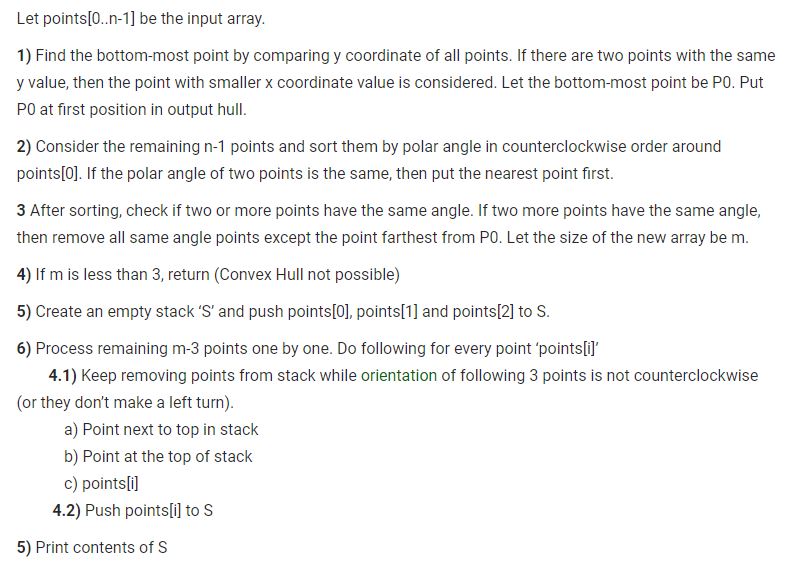 Let points[0..n-1] be the input array.
1) Find the bottom-most point by comparing y coordinate of all points. If there are two points with the same
y value, then the point with smaller x coordinate value is considered. Let the bottom-most point be P0. Put
P0 at first position in output hull.
2) Consider the remaining n-1 points and sort them by polar angle in counterclockwise order around
points[0]. If the polar angle of two points is the same, then put the nearest point first.
3 After sorting, check if two or more points have the same angle. If two more points have the same angle,
then remove all same angle points except the point farthest from P0. Let the size of the new array be m.
4) If m is less than 3, return (Convex Hull not possible)
5) Create an empty stack ‘S’ and push points[0], points[1] and points[2] to S.
6) Process remaining m-3 points one by one. Do following for every point ‘points[i]’
4.1) Keep removing points from stack while orientation of following 3 points is not counterclockwise
(or they don’t make a left turn).
a) Point next to top in stack
b) Point at the top of stack
c) points[i]
4.2) Push points[i] to S
5) Print contents of S